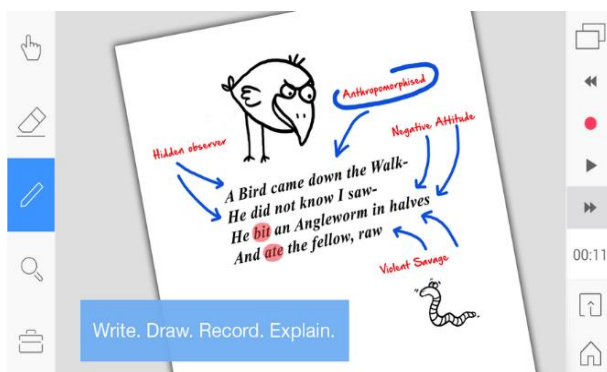 Anthropomorphised
Negative Attitude
Hidden observer
A Bird came down the Walk-
He did not know I saw-
He bit an Angleworm in halves
And ate the fellow, raw
Violent Savage
00:11
Write. Draw. Record. Explain.